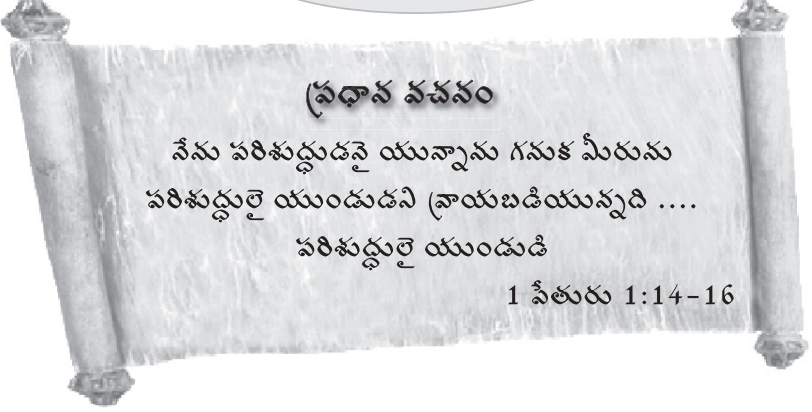 ప్రధాన వచనం
నేను పరిశుద్ధుడనై యున్నాను గనుక మీరును
పరిశుద్ధులై యుండుడని వ్రాయబడియున్నది ....
పరిశుద్ధులై యుండుడి
1 పేతురు 1:14-16